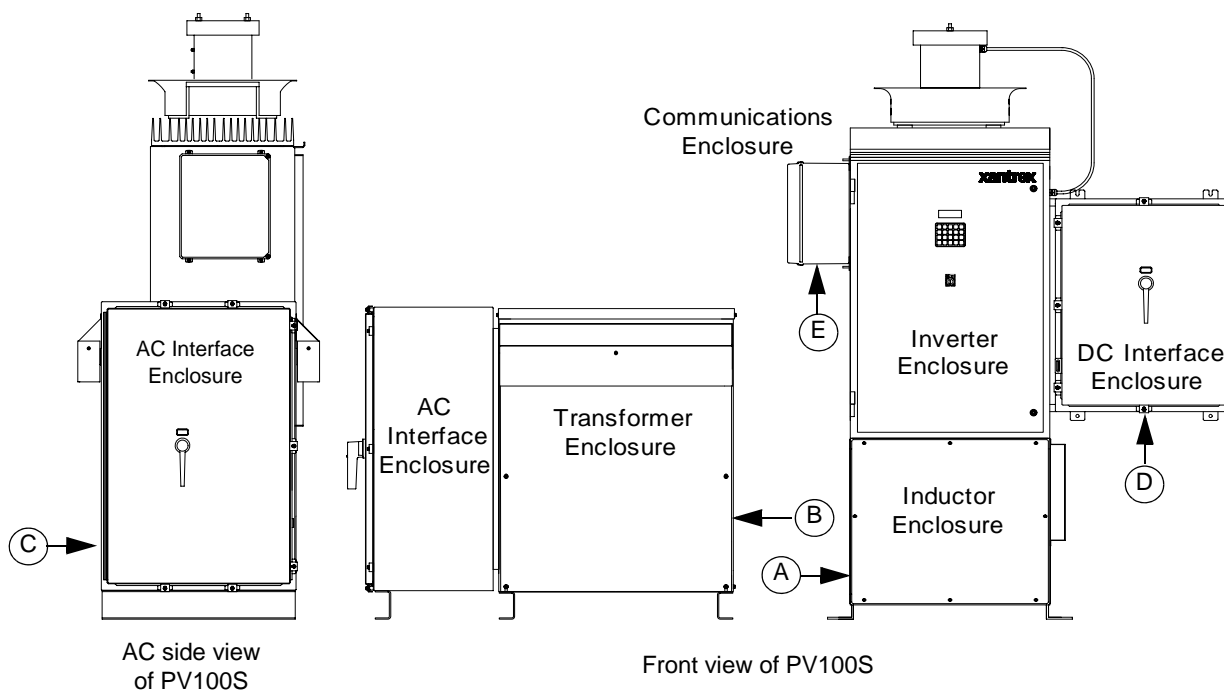 Communications
Enclosure
xantrex
AC Interface
Enclosure
AC
Interface
Enclosure
Transformer
Enclosure
Inverter
Enclosure
DC Interface
Enclosure
Inductor
Enclosure
E
D
C
B
A
AC side view
of PV100S
Front view of PV100S